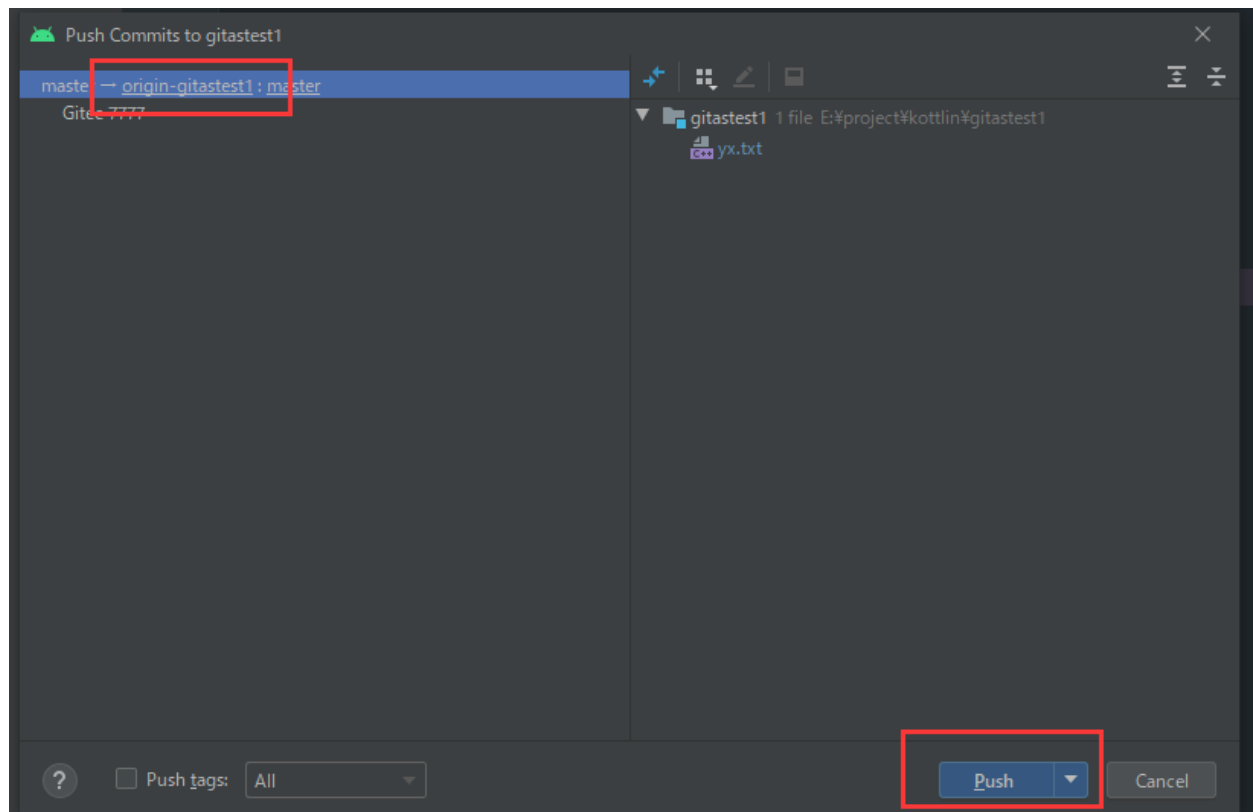 Push Commits to gitastest1
master → origin-gitastest1 : master
Gitee 7777
gitastest1 1 file E:¥project¥kottlin¥gitastest1
C++ yx.txt
? Push tags: All
Push
Cancel